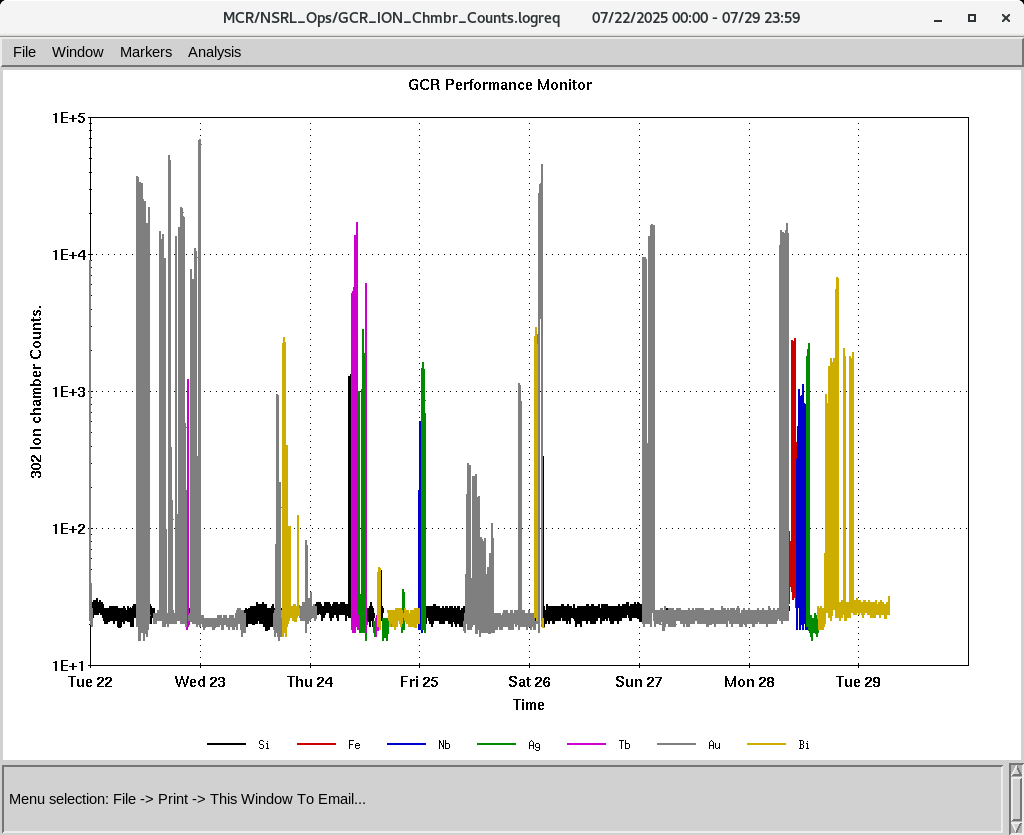 MCR/NSRL_Ops/GCR_ION_Chmbr_Counts.logreq 07/22/2025 00:00 - 07/29 23:59
File Window Markers Analysis
GCR Performance Monitor
1E+5
1E+4
1E+3
1E+2
1E+1
302 Ion chamber Counts.
Tue 22 Wed 23 Thu 24 Fri 25 Sat 26 Sun 27 Mon 28 Tue 29
Time
Si Fe Nb Ag Tb Au Bi
Menu selection: File -> Print -> This Window To Email...